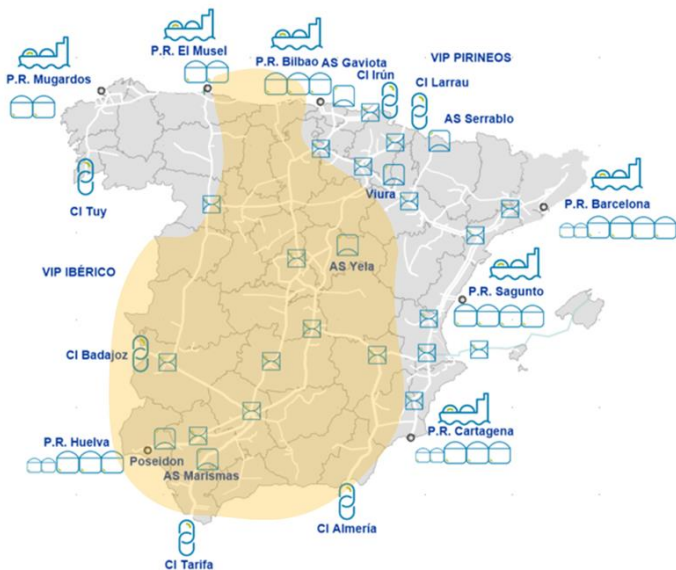 P.R. El Musel
P.R. Bilbao
AS Gaviota
VIP PIRINEOS
P.R. Mugardos
CI Irún
CI Larrau
AS Serrablo
Viura
CI Tuy
P.R. Barcelona
VIP IBÉRICO
AS Yela
P.R. Sagunto
CI Badajoz
P.R. Cartagena
P.R. Huelva
Poseidon
AS Marismas
CI Almería
CI Tarifa